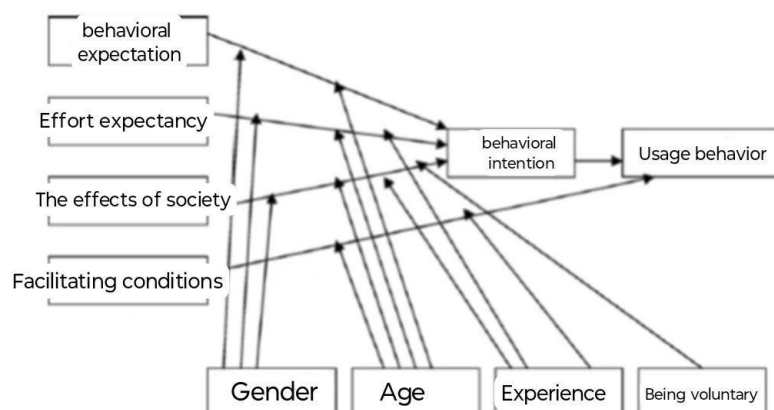 behavioral
expectation
Effort expectancy
The effects of society
Facilitating conditions
behavioral
intention
Usage behavior
Gender
Age
Experience
Being voluntary